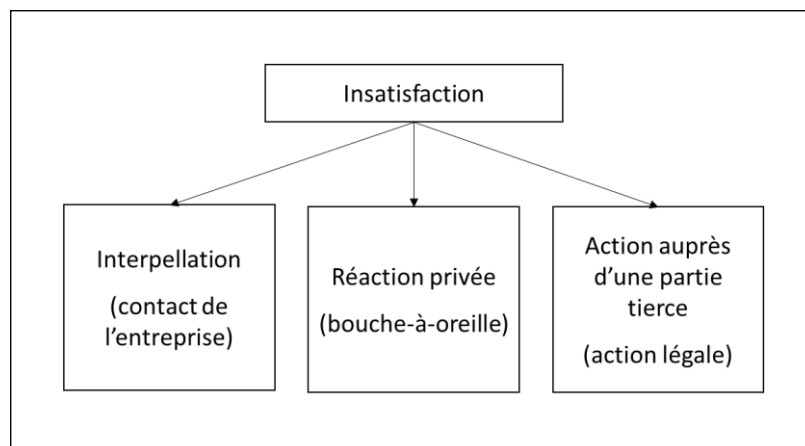 Insatisfaction
Interpellation
(contact de
l’entreprise)
Réaction privée
(bouche-à-oreille)
Action auprès
d’une partie
tierce
(action légale)